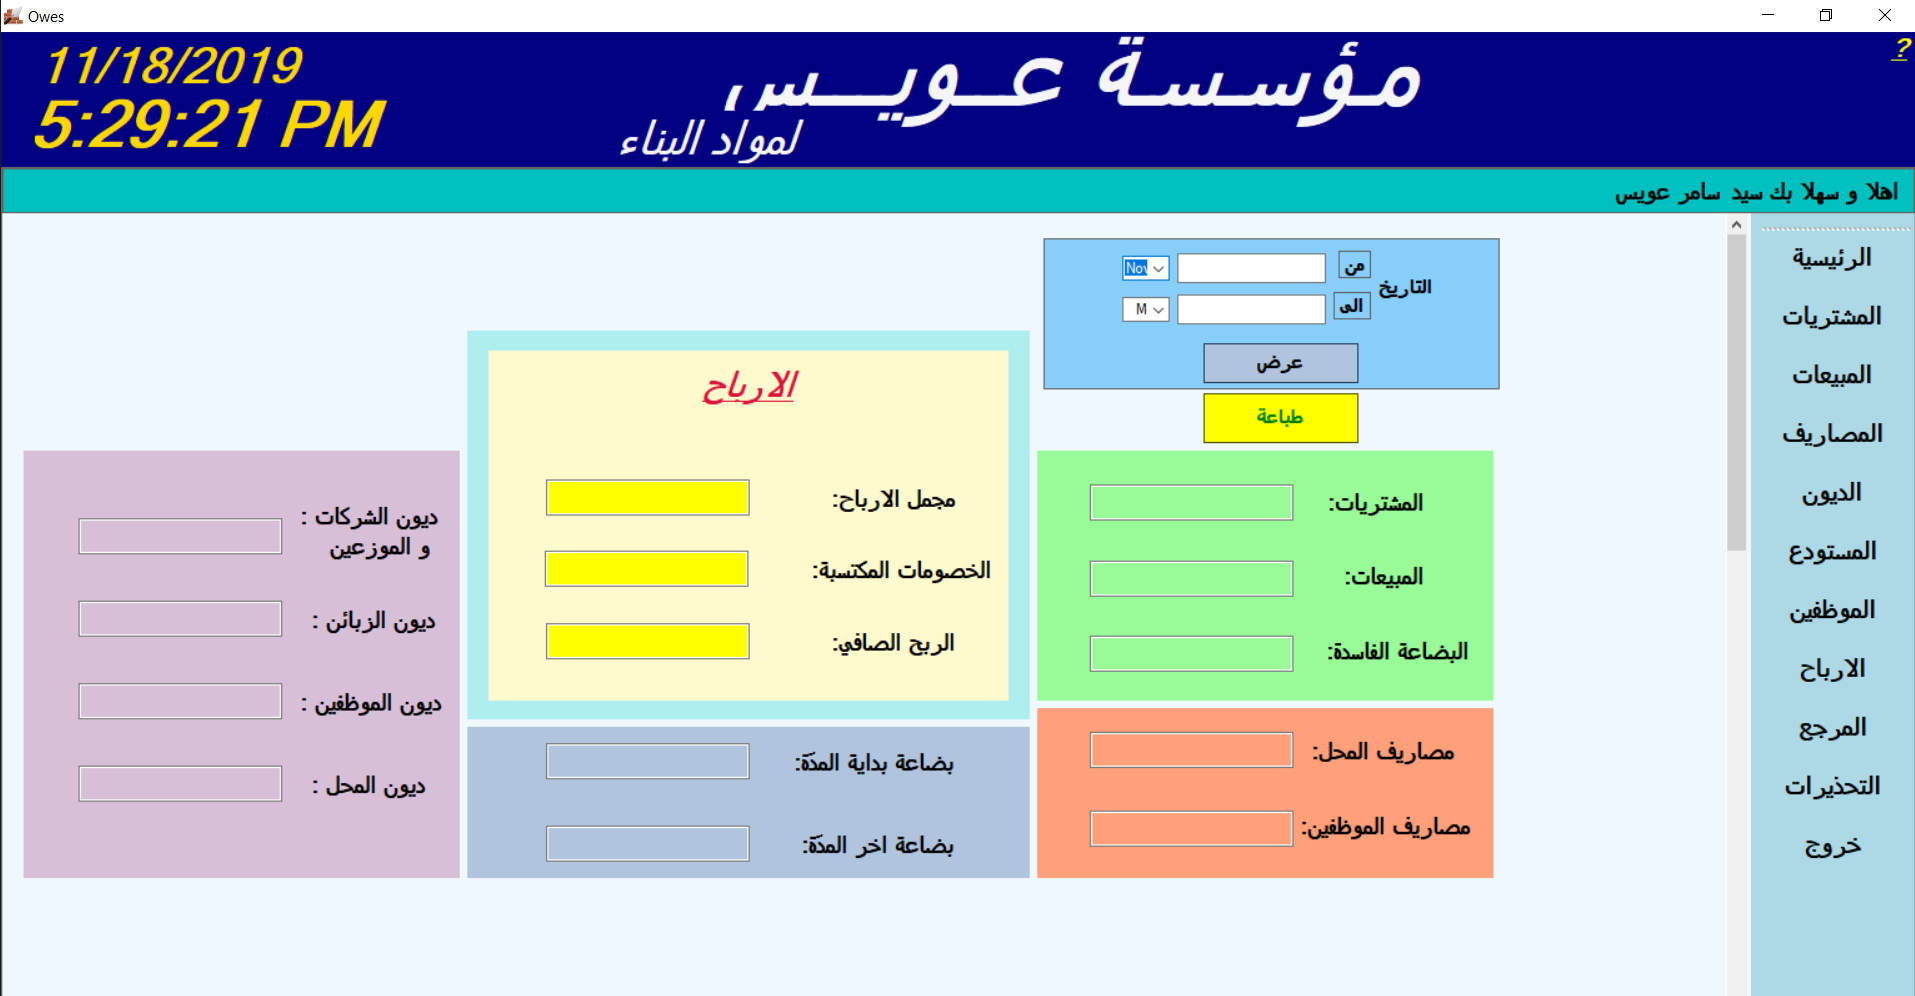 Owes
11/18/2019
5:29:21 PM
مؤسسة عويس
لمواد البناء
?
اهلا و سهلا بك سيد سامر عويس
الرئيسية
المشتريات
المبيعات
المصاريف
الديون
المستودع
الموظفين
الارباح
المرجع
التحذيرات
خروج
التاريخ
من
Nov
الى
M
عرض
طباعة
المشتريات:
المبيعات:
البضاعة الفاسدة:
مصاريف المحل:
مصاريف الموظفين:
الارباح
مجمل الارباح:
الخصومات المكتسبة:
الربح الصافي:
بضاعة بداية المدّة:
بضاعة اخر المدّة:
ديون الشركات :
و الموزعين
ديون الزبائن :
ديون الموظفين :
ديون المحل :